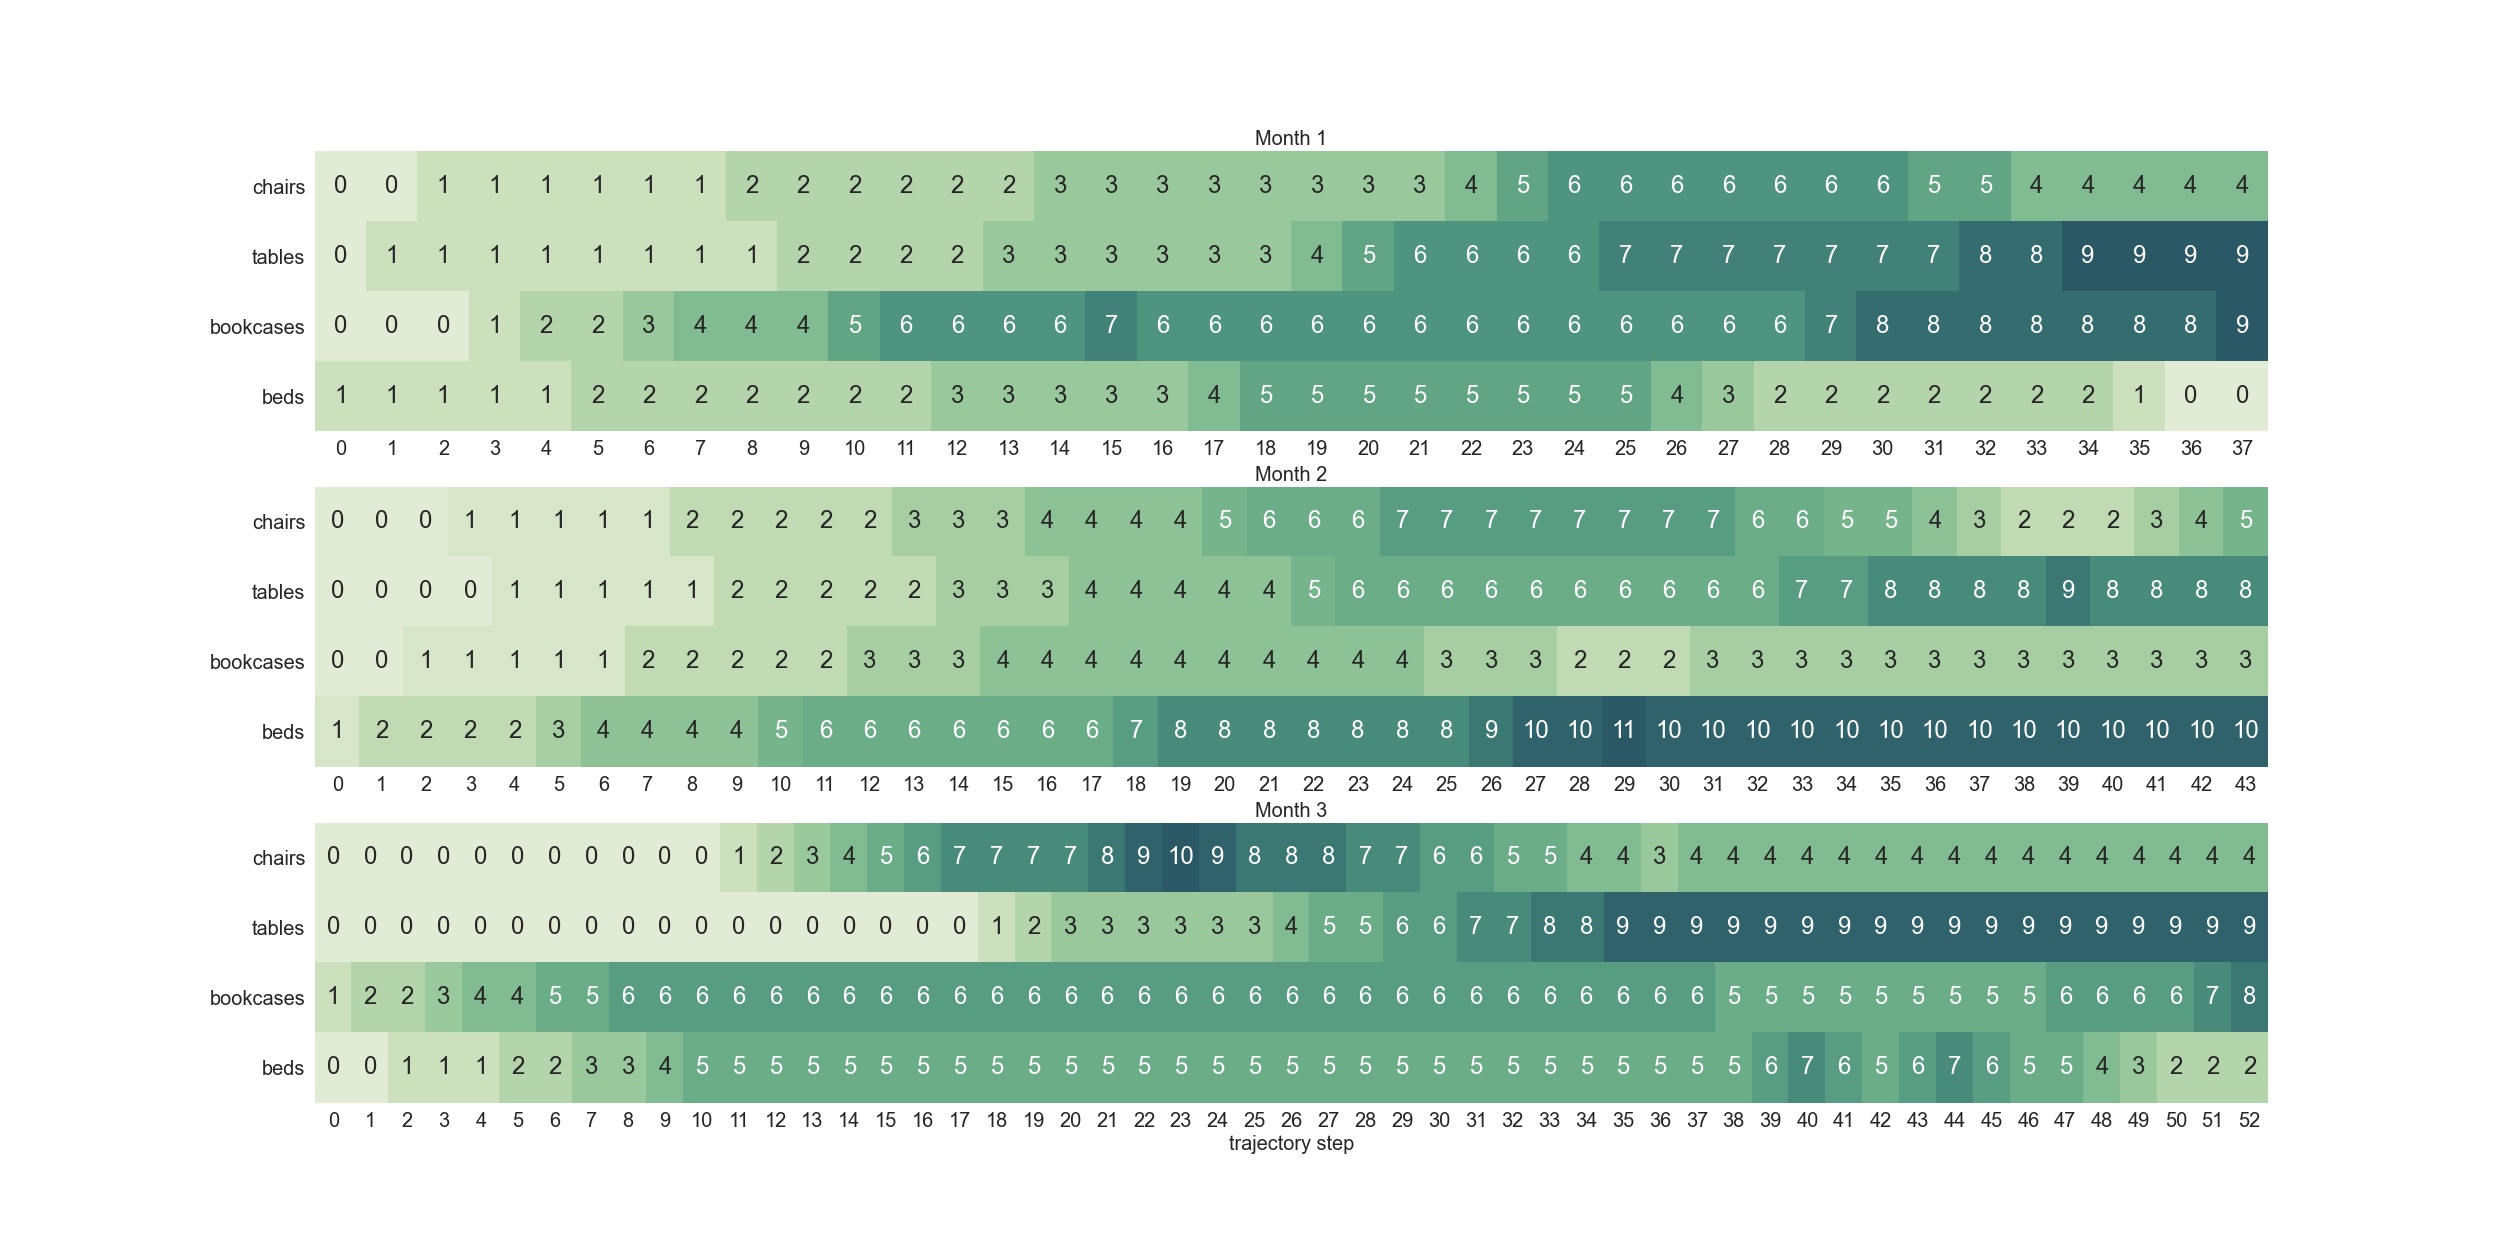 Month 1
chairs 0 0 1 1 1 1 1 1 2 2 2 2 2 2 3 3 3 3 3 3 3 3 4 5 6 6 6 6 6 6 6 5 5 4 4 4 4 4
tables 0 1 1 1 1 1 1 1 1 2 2 2 2 3 3 3 3 3 3 4 5 6 6 6 6 7 7 7 7 7 7 7 8 8 9 9 9 9
bookcases 0 0 0 1 2 2 3 4 4 4 5 6 6 6 6 7 6 6 6 6 6 6 6 6 6 6 6 6 6 7 8 8 8 8 8 8 8 9
beds 1 1 1 1 1 2 2 2 2 2 2 2 3 3 3 3 3 4 5 5 5 5 5 5 5 5 4 3 2 2 2 2 2 2 2 1 0 0
0 1 2 3 4 5 6 7 8 9 10 11 12 13 14 15 16 17 18 19 20 21 22 23 24 25 26 27 28 29 30 31 32 33 34 35 36 37
Month 2
chairs 0 0 0 1 1 1 1 1 2 2 2 2 2 3 3 3 4 4 4 4 5 6 6 6 7 7 7 7 7 7 7 7 6 6 5 5 4 3 2 2 2 3 4 5
tables 0 0 0 0 1 1 1 1 1 2 2 2 2 2 3 3 3 4 4 4 4 4 5 6 6 6 6 6 6 6 6 6 6 7 7 8 8 8 8 9 8 8 8 8
bookcases 0 0 1 1 1 1 1 2 2 2 2 2 3 3 3 4 4 4 4 4 4 4 4 4 4 3 3 3 2 2 2 3 3 3 3 3 3 3 3 3 3 3 3 3
beds 1 2 2 2 2 3 4 4 4 4 5 6 6 6 6 6 6 6 7 8 8 8 8 8 8 8 9 10 10 11 10 10 10 10 10 10 10 10 10 10 10 10 10 10
0 1 2 3 4 5 6 7 8 9 10 11 12 13 14 15 16 17 18 19 20 21 22 23 24 25 26 27 28 29 30 31 32 33 34 35 36 37 38 39 40 41 42 43
Month 3
chairs 0 0 0 0 0 0 0 0 0 0 0 1 2 3 4 5 6 7 7 7 7 8 9 10 9 8 8 8 7 7 6 6 5 5 4 4 3 4 4 4 4 4 4 4 4 4 4 4 4 4 4 4 4
tables 0 0 0 0 0 0 0 0 0 0 0 0 0 0 0 0 0 0 1 2 3 3 3 3 3 3 4 5 5 6 6 7 7 8 8 9 9 9 9 9 9 9 9 9 9 9 9 9 9 9 9 9 9
bookcases 1 2 2 3 4 4 5 5 6 6 6 6 6 6 6 6 6 6 6 6 6 6 6 6 6 6 6 6 6 6 6 6 6 6 6 6 6 6 5 5 5 5 5 5 5 5 5 6 6 6 6 7 8
beds 0 0 1 1 1 2 2 3 3 4 5 5 5 5 5 5 5 5 5 5 5 5 5 5 5 5 5 5 5 5 5 5 5 5 5 5 5 5 5 6 7 6 5 6 7 6 5 5 4 3 2 2 2
0 1 2 3 4 5 6 7 8 9 10 11 12 13 14 15 16 17 18 19 20 21 22 23 24 25 26 27 28 29 30 31 32 33 34 35 36 37 38 39 40 41 42 43 44 45 46 47 48 49 50 51 52
trajectory step